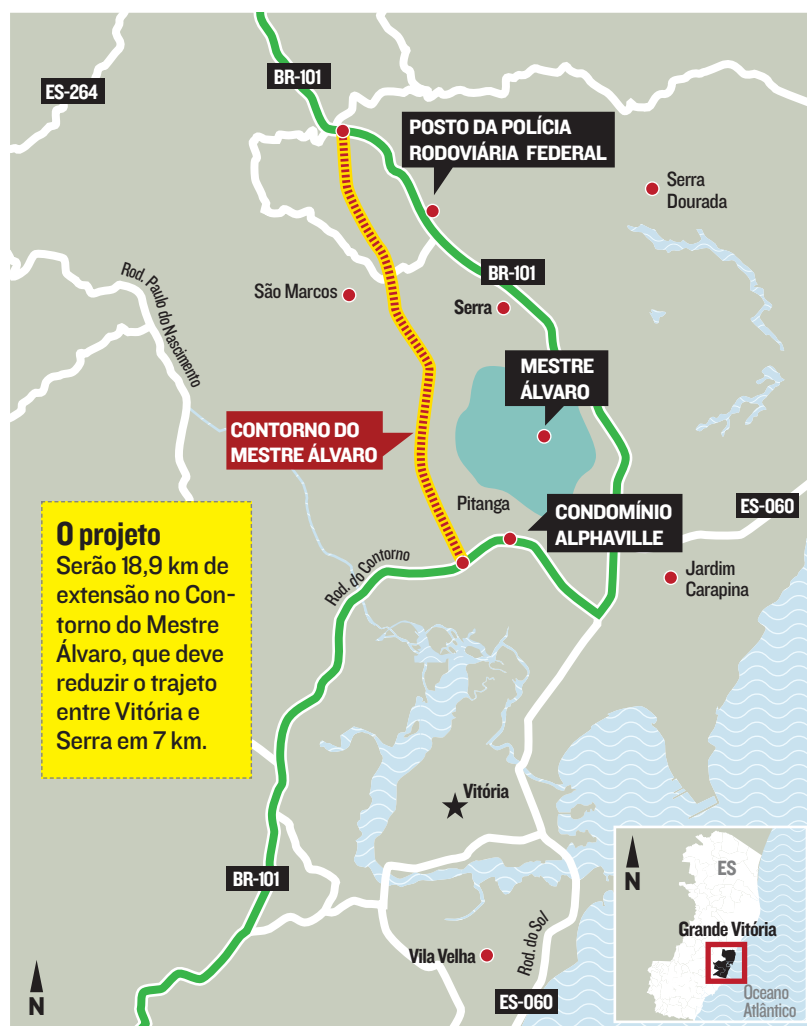 BR-101
ES-264
POSTO DA POLÍCIA
RODOVIÁRIA FEDERAL
Serra
Dourada
Rod. Paulo do Nascimento
BR-101
São Marcos
Serra
MESTRE
ÁLVARO
CONTORNO DO
MESTRE ÁLVARO
Pitanga
ES-060
CONDOMÍNIO
ALPHAVILLE
O projeto
Serão 18,9 km de
extensão no Con-
torno do Mestre
Álvaro, que deve
reduzir o trajeto
entre Vitória e
Serra em 7 km.
Rod. do Contorno
Jardim
Carapina
Vitória
BR-101
N
ES
Grande Vitória
Vila Velha
Rod. do Sol
N
ES-060
Oceano
Atlântico